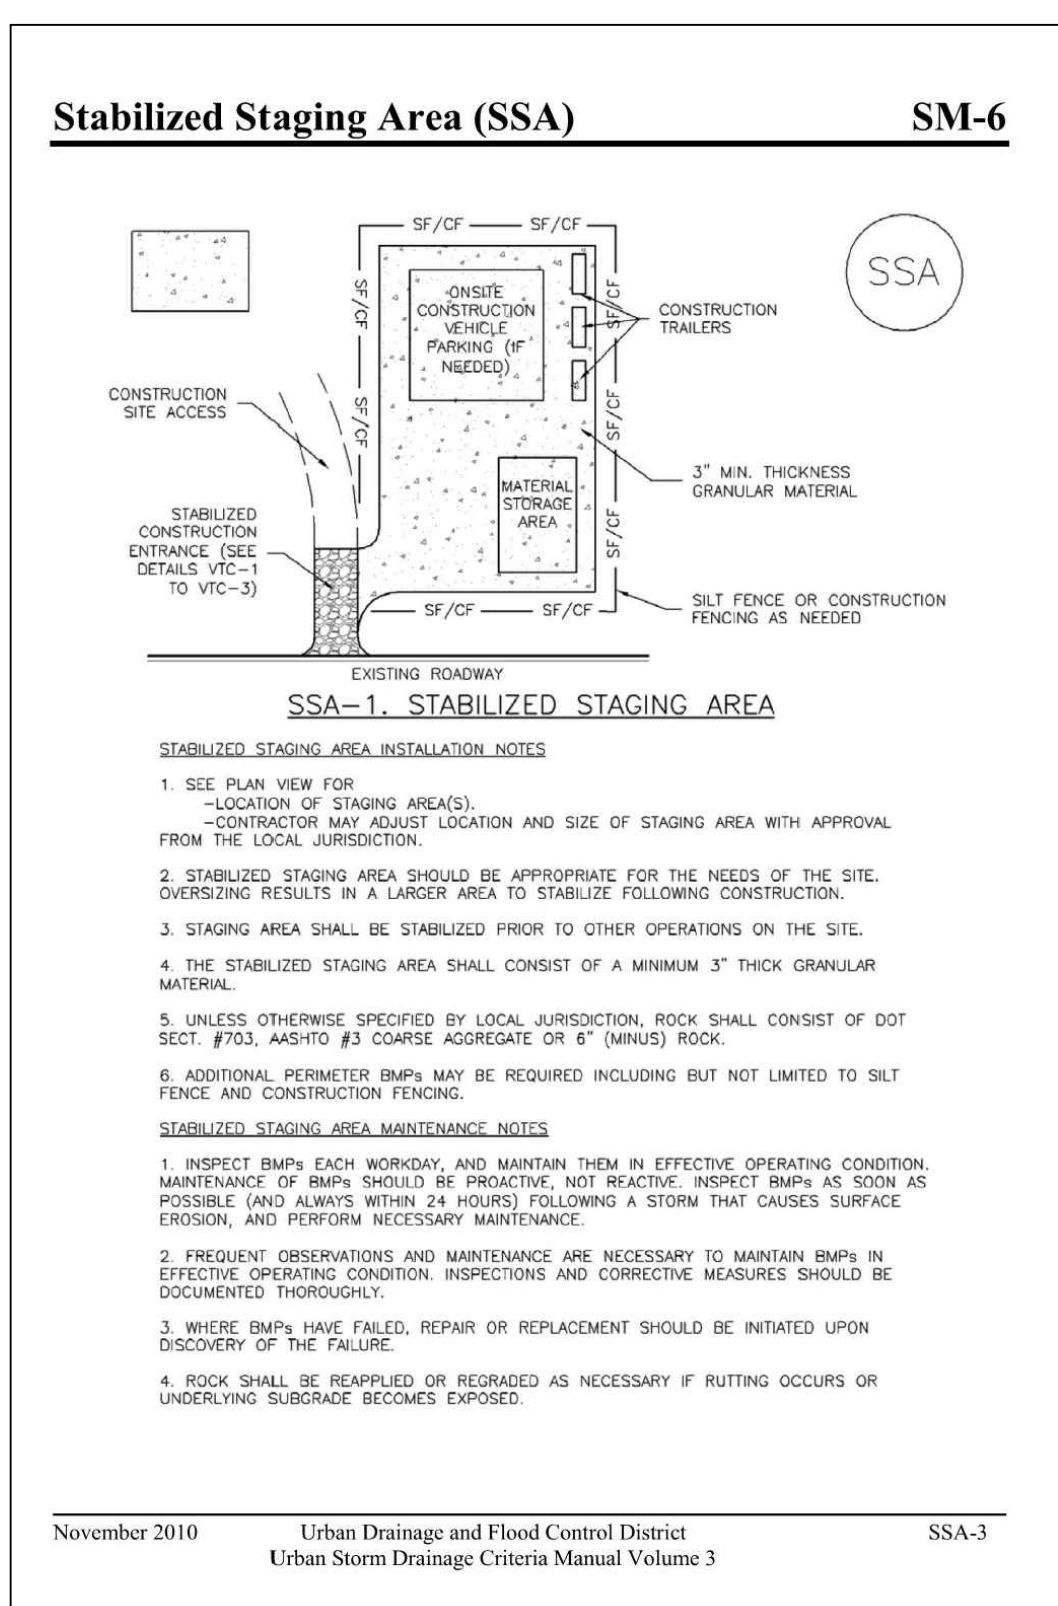 Stabilized Staging Area (SSA) SM-6
SF/CF SF/CF
SF/CF
SF/CF
SF/CF
SF/CF
SF/CF
SF/CF SF/CF
SSA
ONSITE
CONSTRUCTION
VEHICLE
PARKING (IF
NEEDED)
CONSTRUCTION
TRAILERS
CONSTRUCTION
SITE ACCESS
3" MIN. THICKNESS
GRANULAR MATERIAL
MATERIAL
STORAGE
AREA
STABILIZED
CONSTRUCTION
ENTRANCE (SEE
DETAILS VTC-1
TO VTC-3)
SILT FENCE OR CONSTRUCTION
FENCING AS NEEDED
EXISTING ROADWAY
SSA-1. STABILIZED STAGING AREA
STABILIZED STAGING AREA INSTALLATION NOTES
1. SEE PLAN VIEW FOR
-LOCATION OF STAGING AREA(S).
-CONTRACTOR MAY ADJUST LOCATION AND SIZE OF STAGING AREA WITH APPROVAL
FROM THE LOCAL JURISDICTION.
2. STABILIZED STAGING AREA SHOULD BE APPROPRIATE FOR THE NEEDS OF THE SITE.
OVERSIZING RESULTS IN A LARGER AREA TO STABILIZE FOLLOWING CONSTRUCTION.
3. STAGING AREA SHALL BE STABILIZED PRIOR TO OTHER OPERATIONS ON THE SITE.
4. THE STABILIZED STAGING AREA SHALL CONSIST OF A MINIMUM 3" THICK GRANULAR
MATERIAL.
5. UNLESS OTHERWISE SPECIFIED BY LOCAL JURISDICTION, ROCK SHALL CONSIST OF DOT
SECT. #703, AASHTO #3 COARSE AGGREGATE OR 6" (MINUS) ROCK.
6. ADDITIONAL PERIMETER BMPs MAY BE REQUIRED INCLUDING BUT NOT LIMITED TO SILT
FENCE AND CONSTRUCTION FENCING.
STABILIZED STAGING AREA MAINTENANCE NOTES
1. INSPECT BMPs EACH WORKDAY, AND MAINTAIN THEM IN EFFECTIVE OPERATING CONDITION.
MAINTENANCE OF BMPs SHOULD BE PROACTIVE, NOT REACTIVE. INSPECT BMPs AS SOON AS
POSSIBLE (AND ALWAYS WITHIN 24 HOURS) FOLLOWING A STORM THAT CAUSES SURFACE
EROSION, AND PERFORM NECESSARY MAINTENANCE.
2. FREQUENT OBSERVATIONS AND MAINTENANCE ARE NECESSARY TO MAINTAIN BMPs IN
EFFECTIVE OPERATING CONDITION. INSPECTIONS AND CORRECTIVE MEASURES SHOULD BE
DOCUMENTED THOROUGHLY.
3. WHERE BMPs HAVE FAILED, REPAIR OR REPLACEMENT SHOULD BE INITIATED UPON
DISCOVERY OF THE FAILURE.
4. ROCK SHALL BE REAPPLIED OR REGRADED AS NECESSARY IF RUTTING OCCURS OR
UNDERLYING SUBGRADE BECOMES EXPOSED.
November 2010 Urban Drainage and Flood Control District SSA-3
Urban Storm Drainage Criteria Manual Volume 3